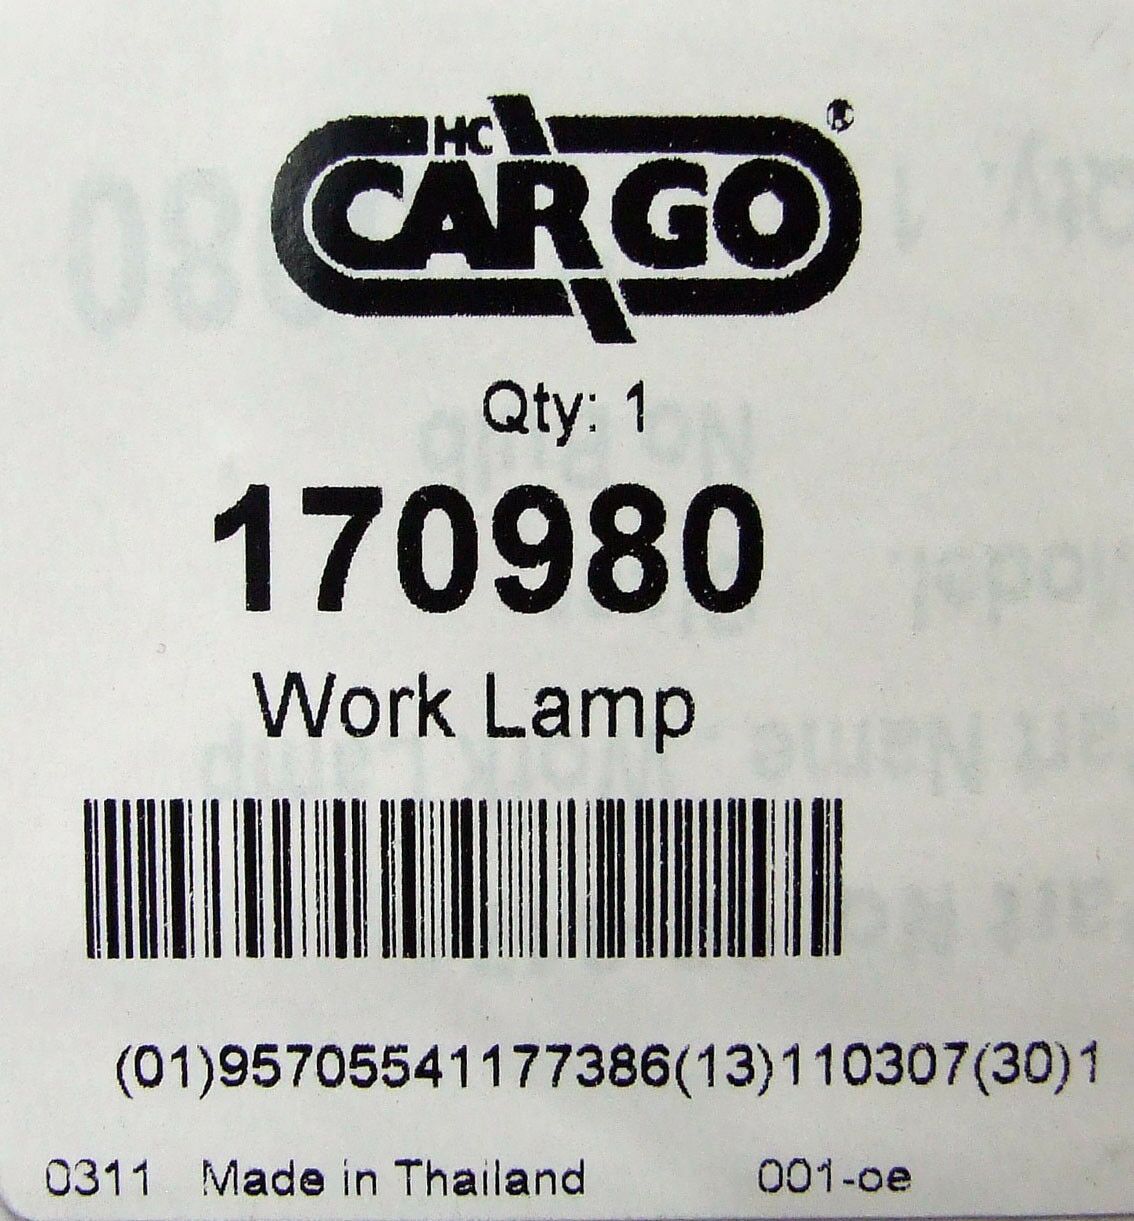 HC
CARGO®
Qty: 1
170980
Work Lamp
(01)95705541177386(13)110307(30)1
0311 Made in Thailand 001-oe